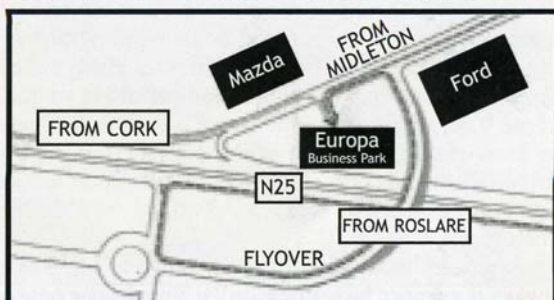 FROM
MIDLETON
Mazda
Ford
FROM CORK
Europa
Business Park
N25
FROM ROSLARE
FLYOVER